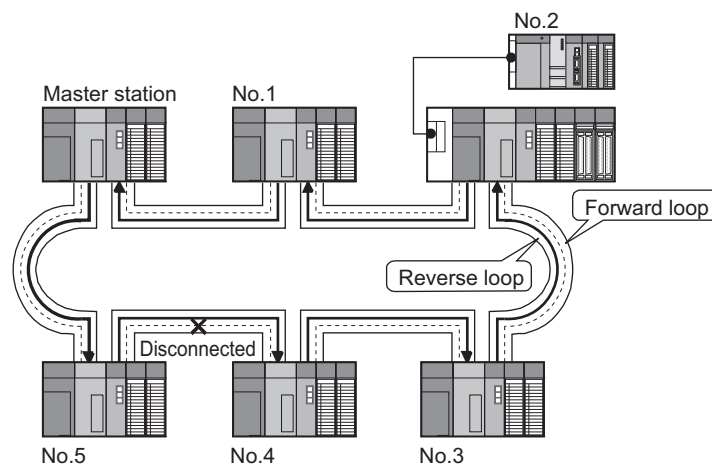 No.2
Master station
No.1
Forward loop
Reverse loop
Disconnected
No.5
No.4
No.3